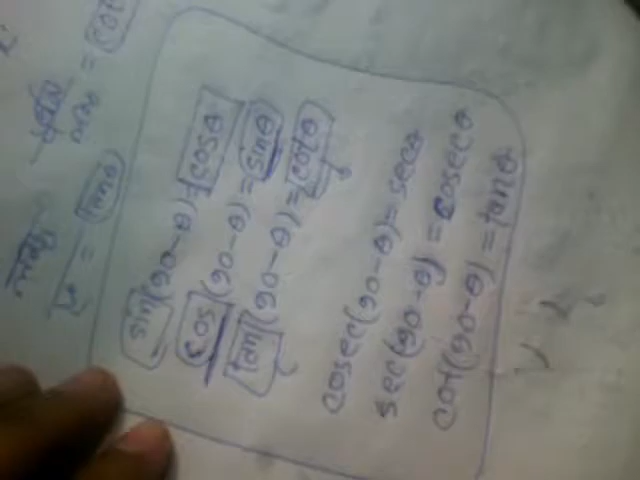 = cot
= tanθ
sin(90-θ)=cosθ
cos(90-θ)=sinθ
tan(90-θ)=cotθ
cosec(90-θ)=secθ
sec(90-θ)=cosecθ
cot(90-θ)=tanθ